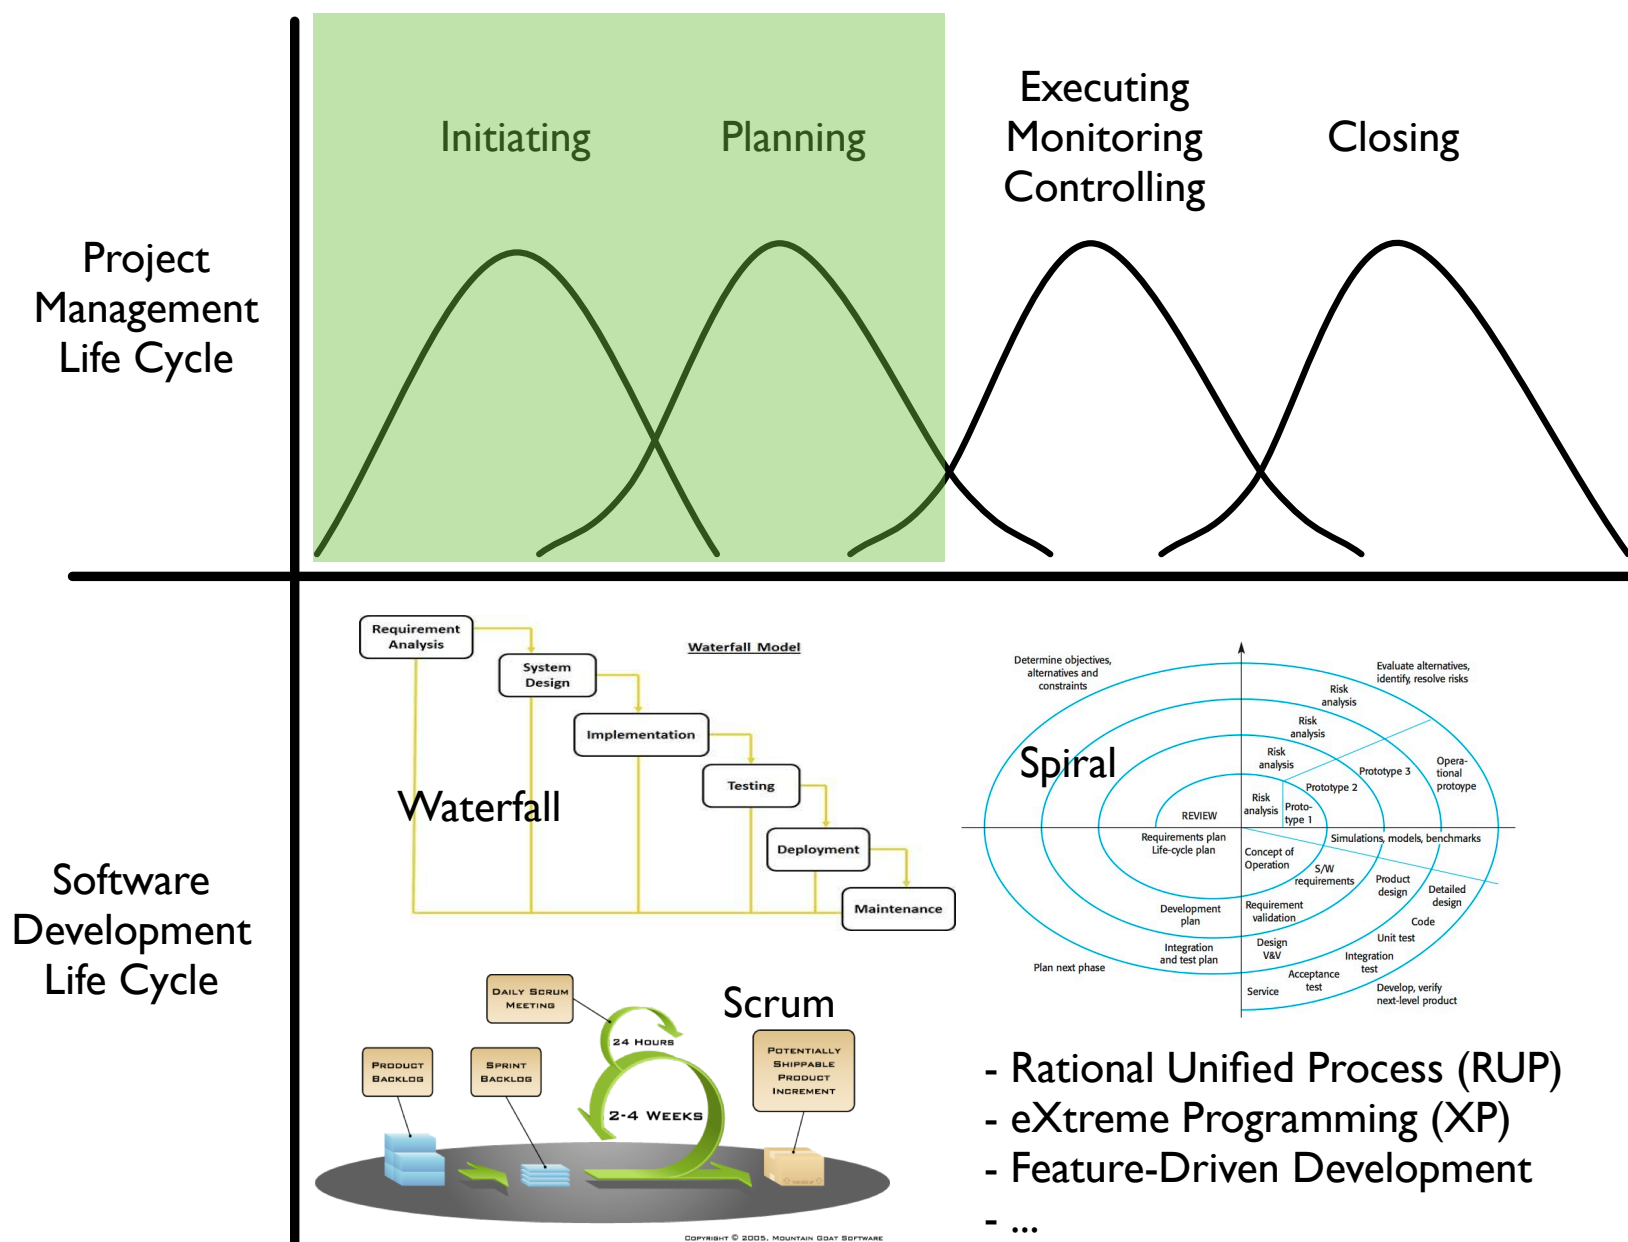 Initiating
Planning
Executing
Monitoring
Controlling
Closing
Project
Management
Life Cycle
Software
Development
Life Cycle
Waterfall Model
Requirement
Analysis
System
Design
Implementation
Testing
Deployment
Maintenance
Waterfall
Spiral
Determine objectives,
alternatives and
constraints
Evaluate alternatives,
identify, resolve risks
Risk
analysis
Risk
analysis
Risk
analysis
Risk
analysis
Proto-
type 1
Prototype 2
Prototype 3
Opera-
tional
protoype
REVIEW
Requirements plan
Life-cycle plan
Simulations, models, benchmarks
Concept of
Operation
S/W
requirements
Product
design
Detailed
design
Development
plan
Requirement
validation
Code
Unit test
Integration
and test plan
Design
V&V
Integration
test
Plan next phase
Acceptance
test
Service
Develop, verify
next-level product
Scrum
DAILY SCRUM
MEETING
24 HOURS
PRODUCT
BACKLOG
SPRINT
BACKLOG
2-4 WEEKS
POTENTIALLY
SHIPPABLE
PRODUCT
INCREMENT
COPYRIGHT © 2005, MOUNTAIN GOAT SOFTWARE
- Rational Unified Process (RUP)
- eXtreme Programming (XP)
- Feature-Driven Development
- ...